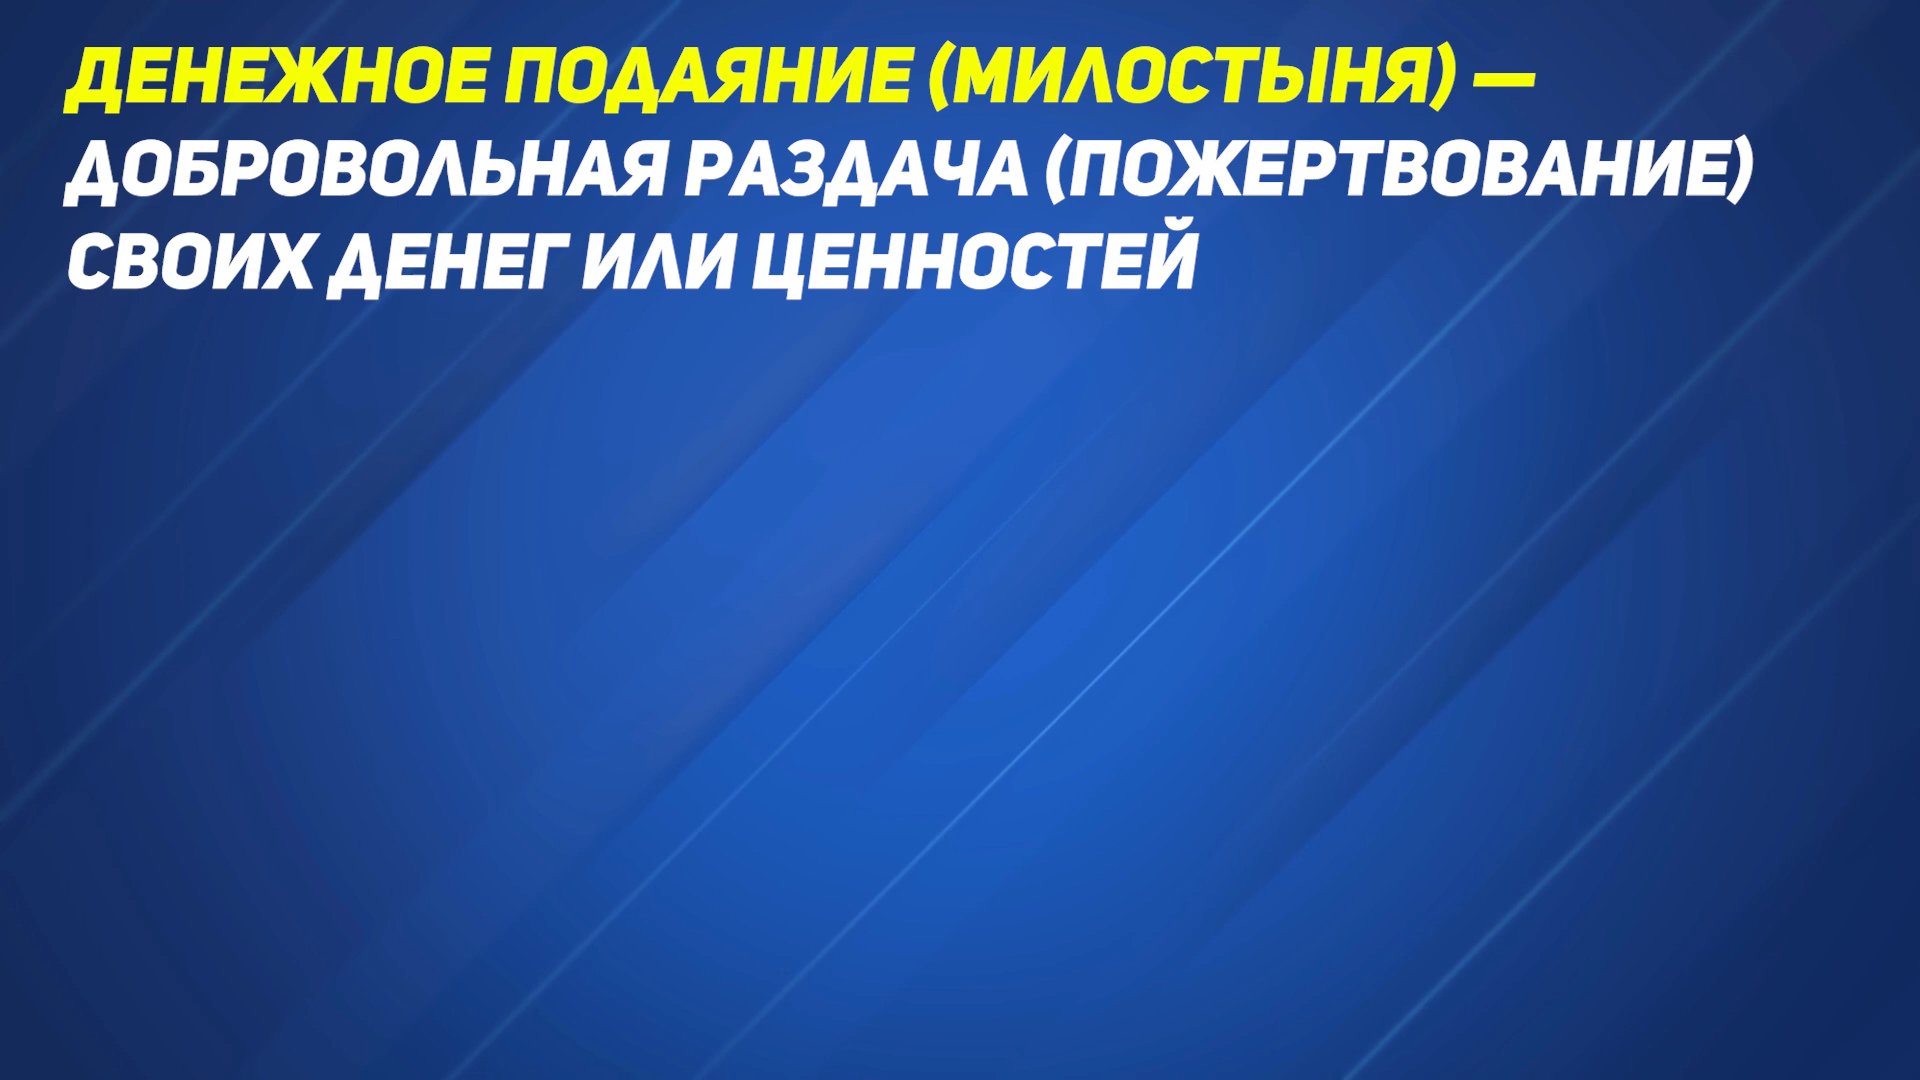 ДЕНЕЖНОЕ ПОДАЯНИЕ (МИЛОСТЫНЯ) —
ДОБРОВОЛЬНАЯ РАЗДАЧА (ПОЖЕРТВОВАНИЕ)
СВОИХ ДЕНЕГ ИЛИ ЦЕННОСТЕЙ